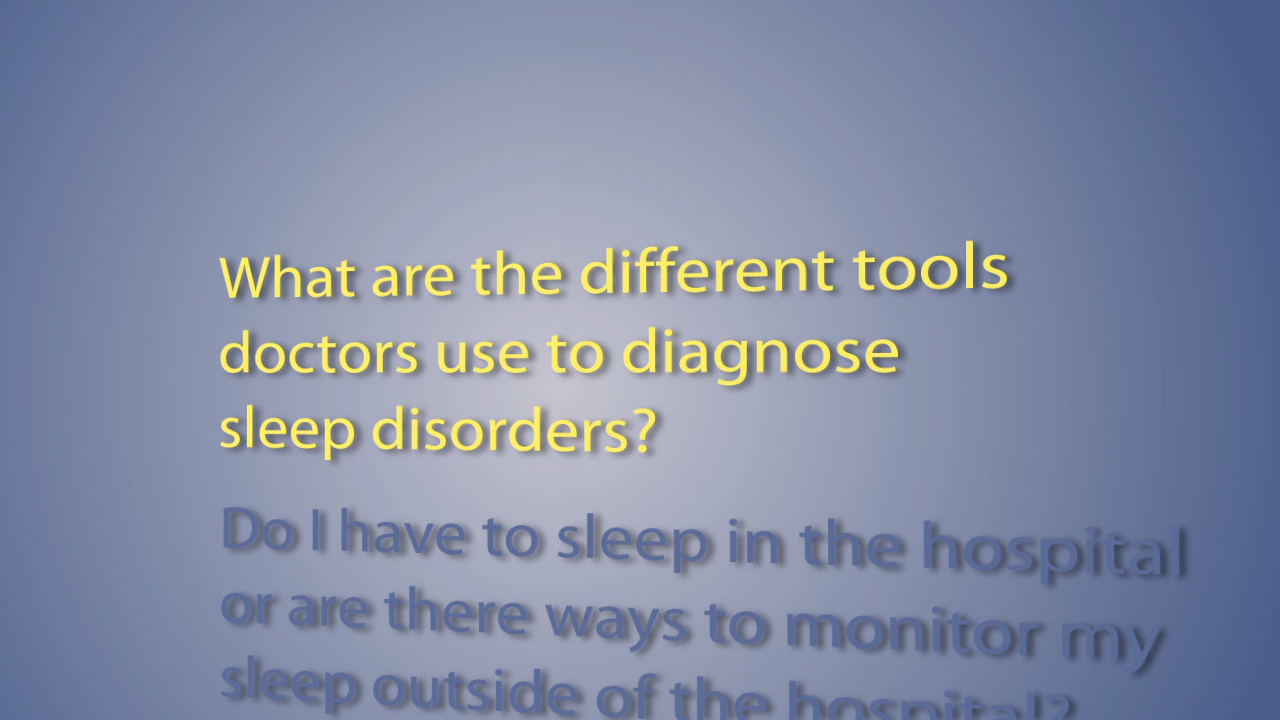 What are the different tools
doctors use to diagnose
sleep disorders?
Do I have to sleep in the hospital
or are there ways to monitor my
sleep outside of the hospital?